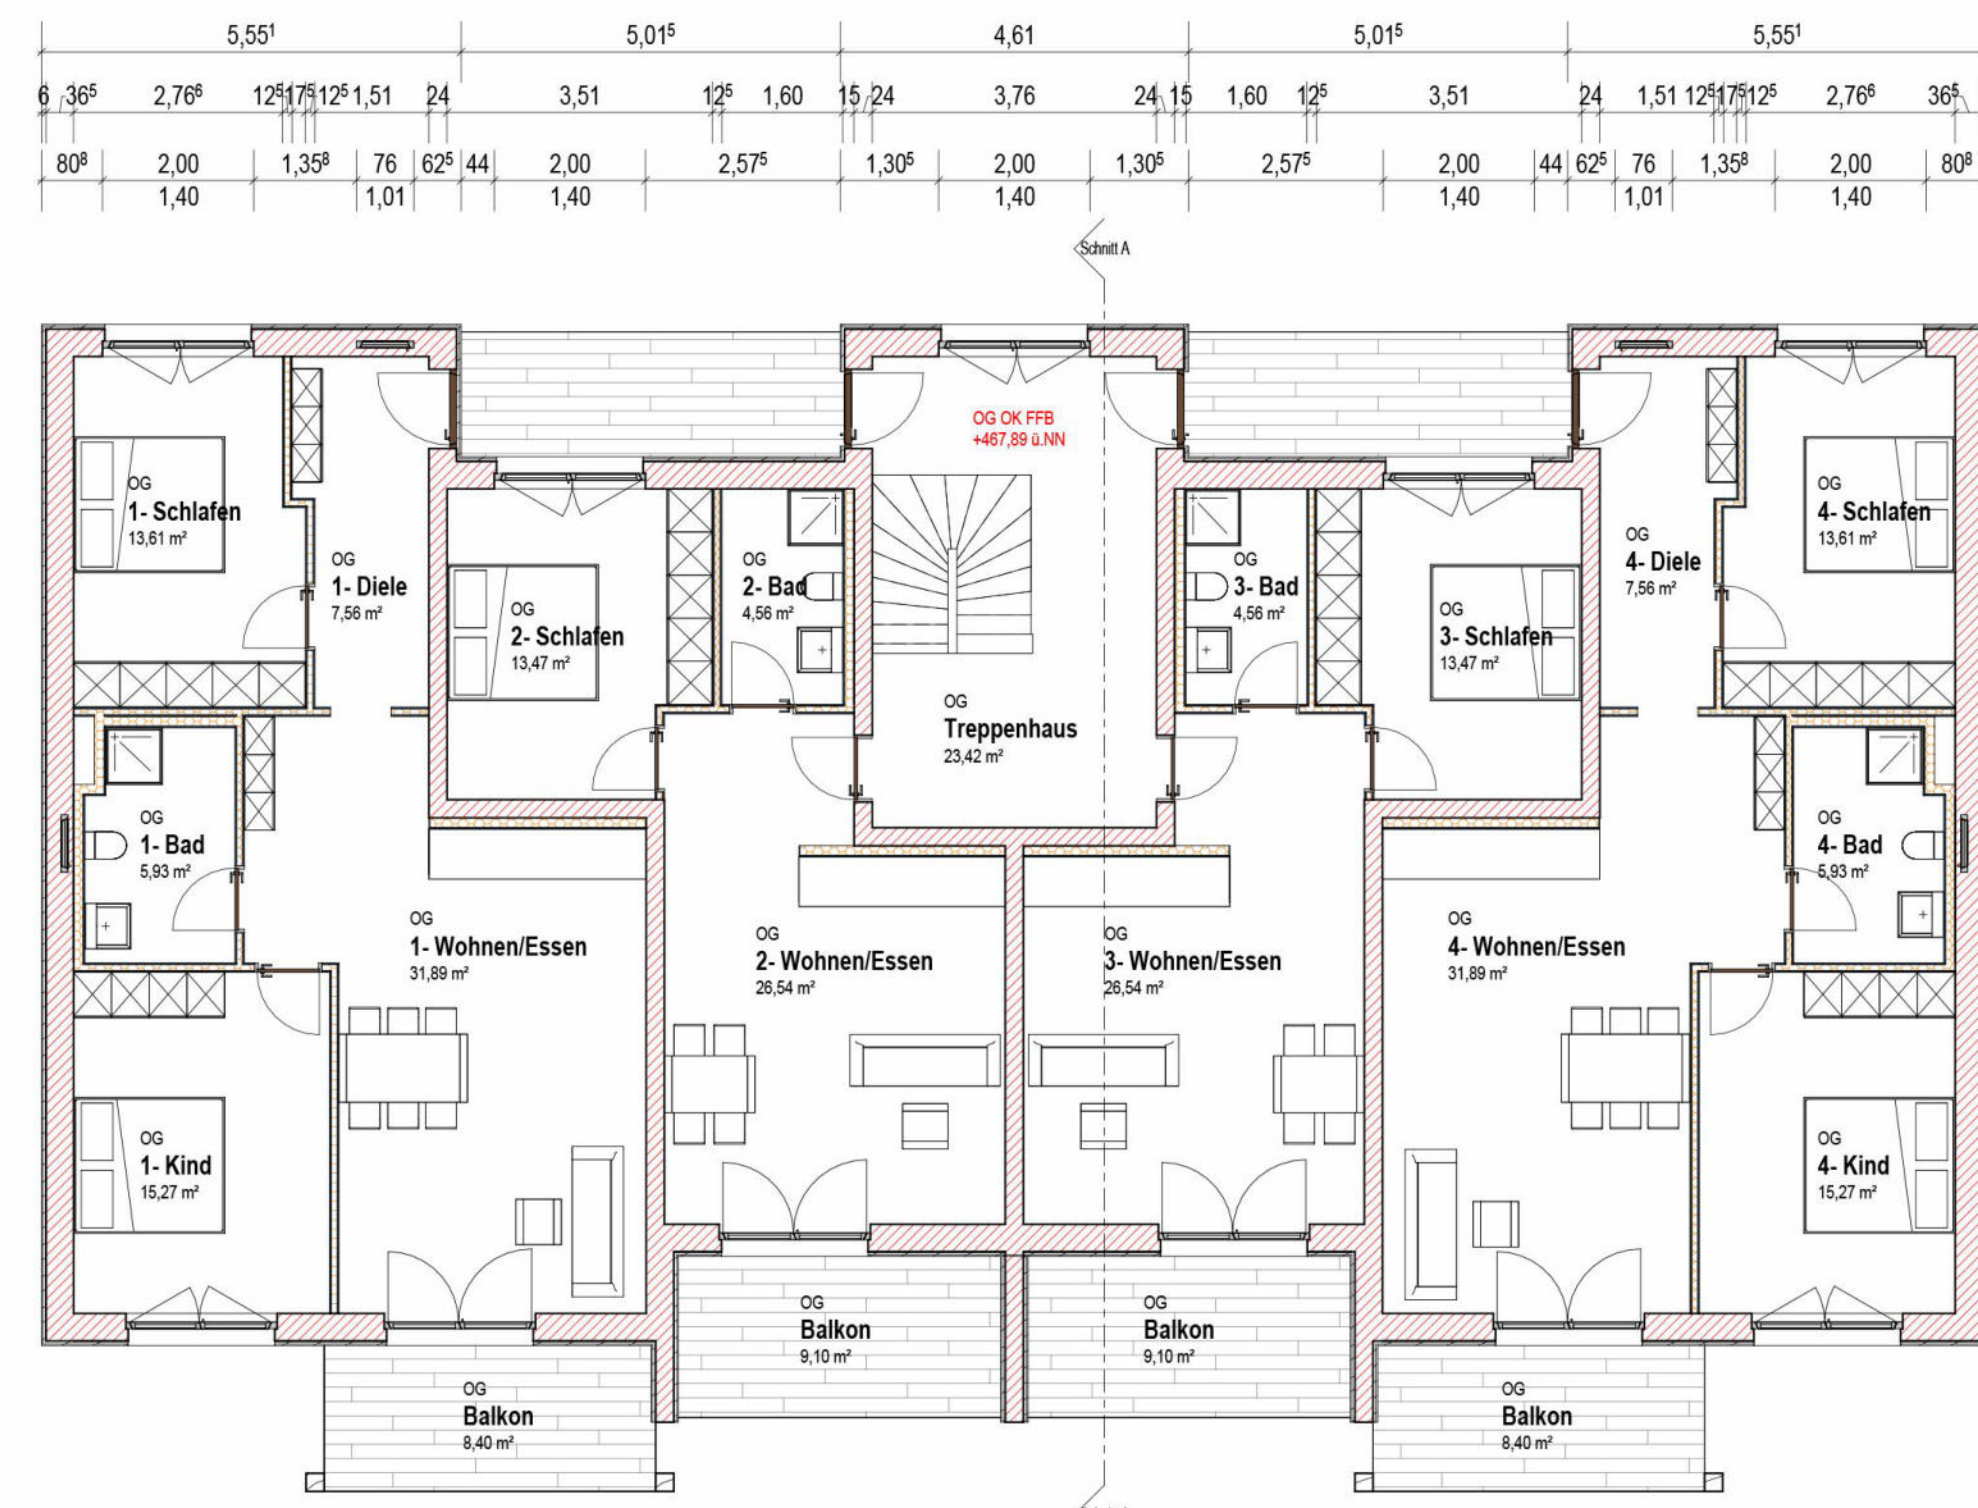 5,55¹ 5,01⁵ 4,61 5,01⁵ 5,55¹
6 36⁵ 2,76⁶ 12⁵ 17⁵ 12⁵ 1,51 24 3,51 12⁵ 1,60 15 24 3,76 24 15 1,60 12⁵ 3,51 24 1,51 12⁵ 17⁵ 12⁵ 2,76⁶ 36⁵
80⁸ 2,00 1,35⁸ 76 62⁵ 44 2,00 2,57⁵ 1,30⁵ 2,00 1,30⁵ 2,57⁵ 2,00 44 62⁵ 76 1,35⁸ 2,00 80⁸
1,40 1,01 1,40 1,40 1,40 1,01 1,40
Schnitt A
OG OK FFB
+467,89 ü.NN
OG
1- Schlafen
13,61 m²
OG
1- Diele
7,56 m²
OG
2- Schlafen
13,47 m²
OG
2- Bad
4,56 m²
OG
Treppenhaus
23,42 m²
OG
3- Bad
4,56 m²
OG
3- Schlafen
13,47 m²
OG
4- Diele
7,56 m²
OG
4- Schlafen
13,61 m²
OG
1- Bad
5,93 m²
OG
1- Wohnen/Essen
31,89 m²
OG
2- Wohnen/Essen
26,54 m²
OG
3- Wohnen/Essen
26,54 m²
OG
4- Wohnen/Essen
31,89 m²
OG
4- Bad
5,93 m²
OG
1- Kind
15,27 m²
OG
4- Kind
15,27 m²
OG
Balkon
9,10 m²
OG
Balkon
9,10 m²
OG
Balkon
8,40 m²
OG
Balkon
8,40 m²